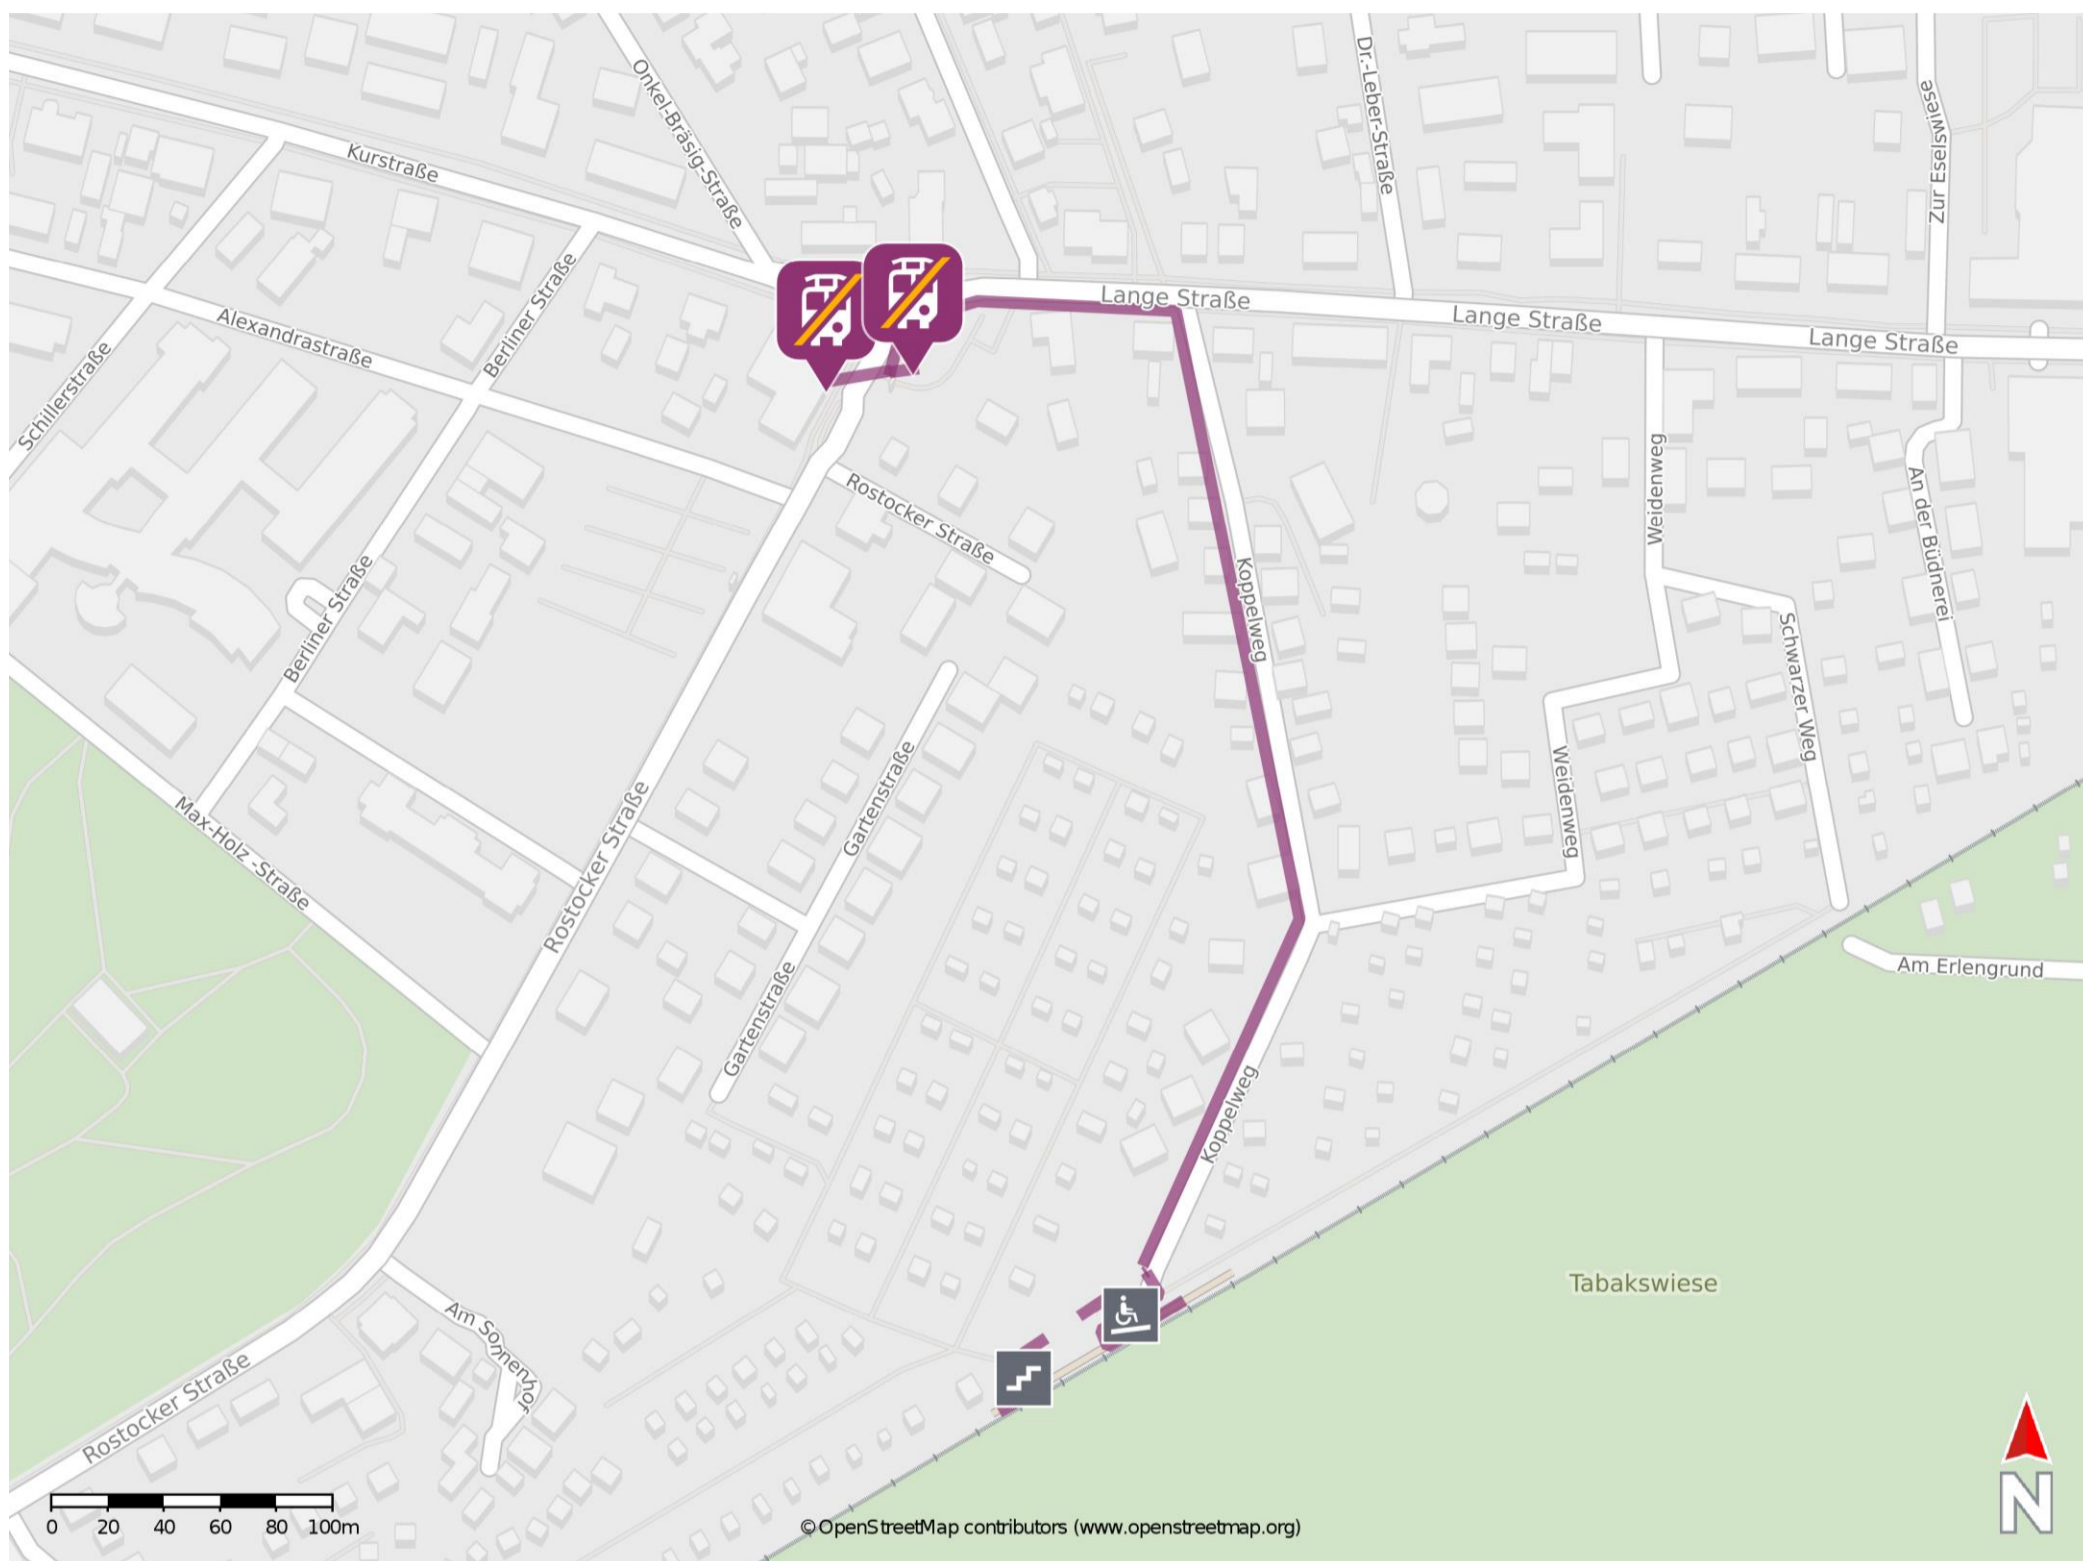 Onkel-Bräsig-Straße
Dr.-Leber-Straße
Zur Eselswiese
Kurstraße
Berliner Straße
Lange Straße
Lange Straße
Lange Straße
Alexandrastraße
Schillerstraße
Rostocker Straße
Weidenweg
An der Büdnerei
Koppelweg
Berliner Straße
Schwarzer Weg
Gartenstraße
Weidenweg
Max-Holz -Straße
Rostocker Straße
Am Erlengrund
Gartenstraße
Koppelweg
Tabakswiese
Am Sonnenhof
Rostocker Straße
N
0 20 40 60 80 100m
© OpenStreetMap contributors (www.openstreetmap.org)